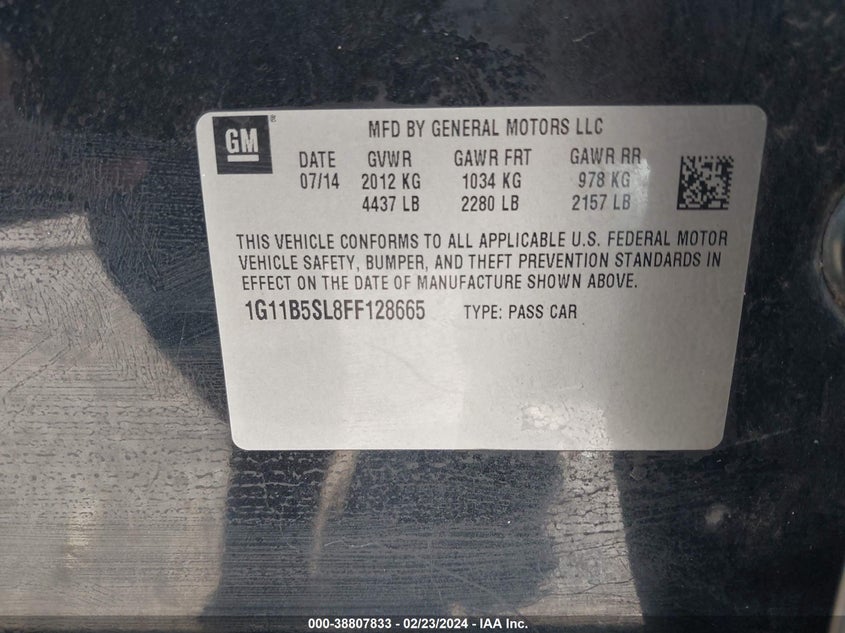 GM ®
MFD BY GENERAL MOTORS LLC
DATE GVWR GAWR FRT GAWR RR
07/14 2012 KG 1034 KG 978 KG
4437 LB 2280 LB 2157 LB
THIS VEHICLE CONFORMS TO ALL APPLICABLE U.S. FEDERAL MOTOR
VEHICLE SAFETY, BUMPER, AND THEFT PREVENTION STANDARDS IN
EFFECT ON THE DATE OF MANUFACTURE SHOWN ABOVE.
1G11B5SL8FF128665 TYPE: PASS CAR
000-38807833 - 02/23/2024 - IAA Inc.